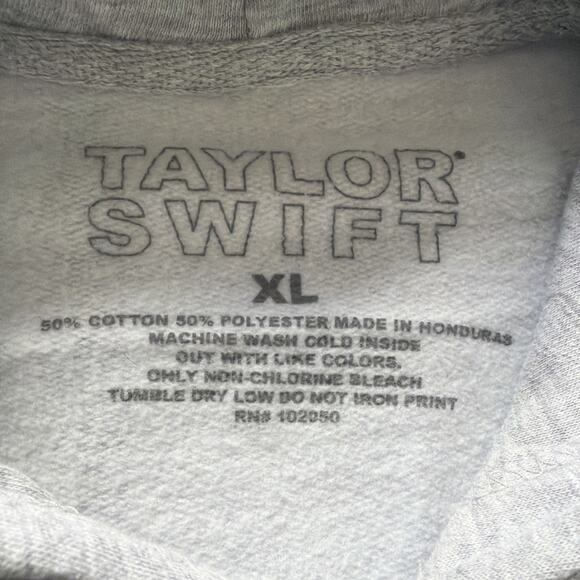 TAYLOR®
SWIFT
XL
50% COTTON 50% POLYESTER MADE IN HONDURAS
MACHINE WASH COLD INSIDE
OUT WITH LIKE COLORS.
ONLY NON-CHLORINE BLEACH
TUMBLE DRY LOW DO NOT IRON PRINT
RN# 102050